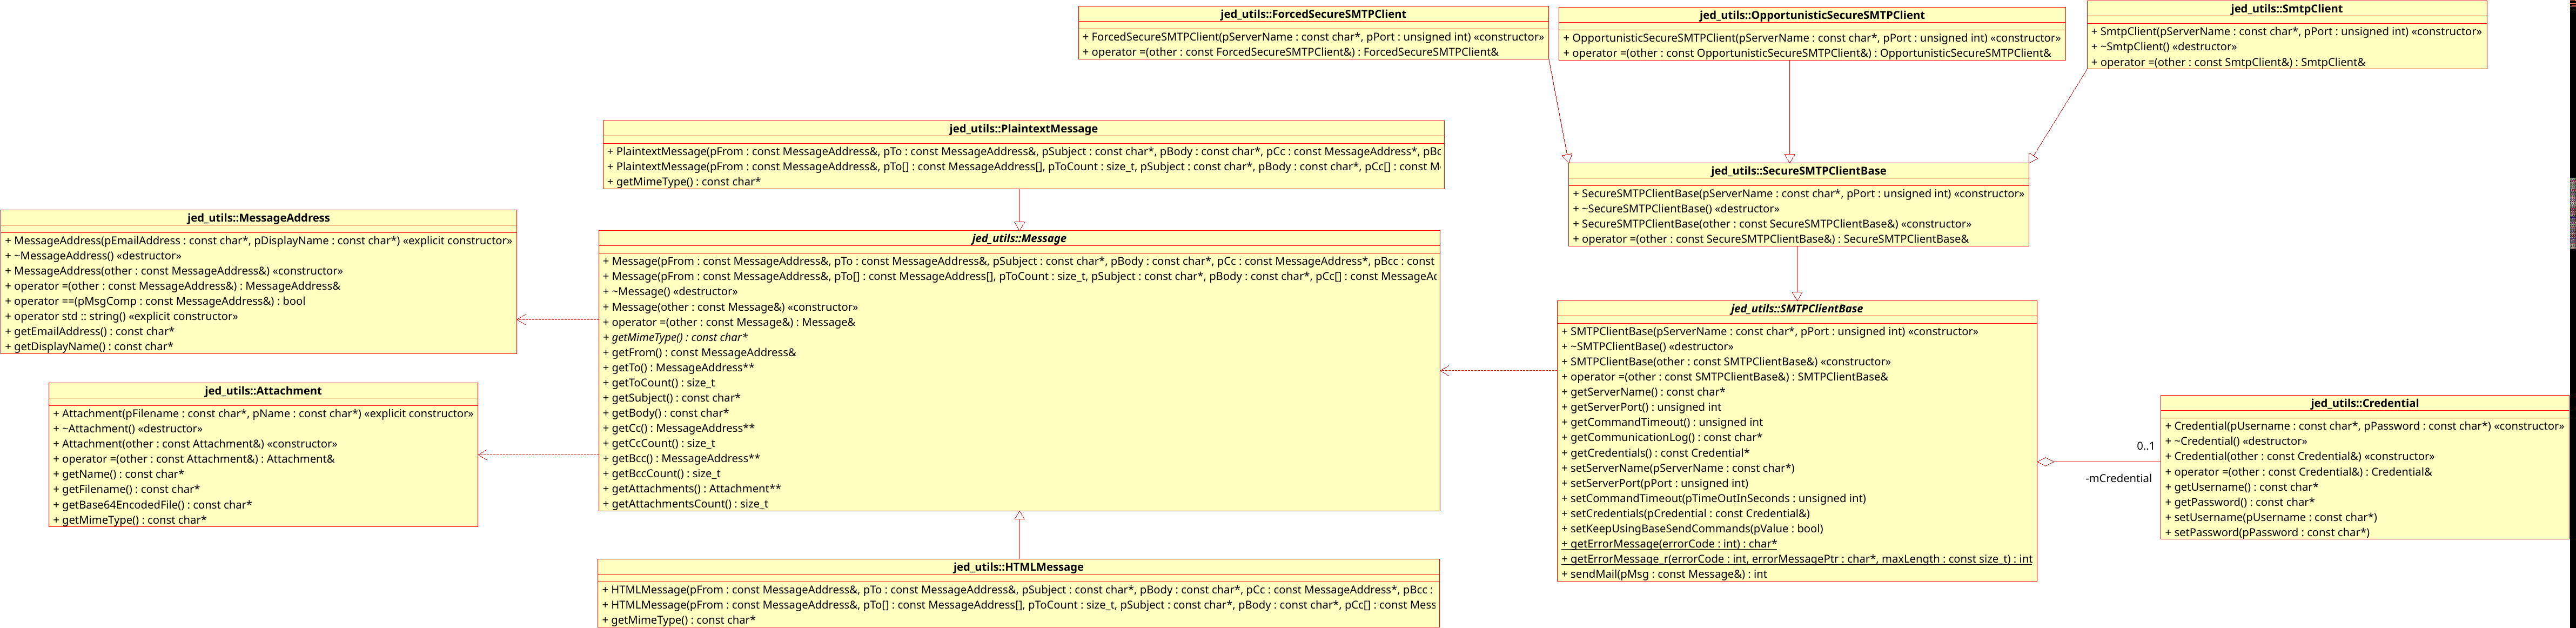 jed_utils::ForcedSecureSMTPClient
+ ForcedSecureSMTPClient(pServerName : const char*, pPort : unsigned int) «constructor»
+ operator =(other : const ForcedSecureSMTPClient&) : ForcedSecureSMTPClient&
jed_utils::OpportunisticSecureSMTPClient
+ OpportunisticSecureSMTPClient(pServerName : const char*, pPort : unsigned int) «constructor»
+ operator =(other : const OpportunisticSecureSMTPClient&) : OpportunisticSecureSMTPClient&
jed_utils::SmtpClient
+ SmtpClient(pServerName : const char*, pPort : unsigned int) «constructor»
+ ~SmtpClient() «destructor»
+ operator =(other : const SmtpClient&) : SmtpClient&
jed_utils::PlaintextMessage
+ PlaintextMessage(pFrom : const MessageAddress&, pTo : const MessageAddress&, pSubject : const char*, pBody : const char*, pCc : const MessageAddress*, pBc
+ PlaintextMessage(pFrom : const MessageAddress&, pTo[] : const MessageAddress[], pToCount : size_t, pSubject : const char*, pBody : const char*, pCc[] : const M
+ getMimeType() : const char*
jed_utils::SecureSMTPClientBase
+ SecureSMTPClientBase(pServerName : const char*, pPort : unsigned int) «constructor»
+ ~SecureSMTPClientBase() «destructor»
+ SecureSMTPClientBase(other : const SecureSMTPClientBase&) «constructor»
+ operator =(other : const SecureSMTPClientBase&) : SecureSMTPClientBase&
jed_utils::MessageAddress
+ MessageAddress(pEmailAddress : const char*, pDisplayName : const char*) «explicit constructor»
+ ~MessageAddress() «destructor»
+ MessageAddress(other : const MessageAddress&) «constructor»
+ operator =(other : const MessageAddress&) : MessageAddress&
+ operator ==(pMsgComp : const MessageAddress&) : bool
+ operator std :: string() «explicit constructor»
+ getEmailAddress() : const char*
+ getDisplayName() : const char*
jed_utils::Message
+ Message(pFrom : const MessageAddress&, pTo : const MessageAddress&, pSubject : const char*, pBody : const char*, pCc : const MessageAddress*, pBcc : const
+ Message(pFrom : const MessageAddress&, pTo[] : const MessageAddress[], pToCount : size_t, pSubject : const char*, pBody : const char*, pCc[] : const MessageAd
+ ~Message() «destructor»
+ Message(other : const Message&) «constructor»
+ operator =(other : const Message&) : Message&
+ getMimeType() : const char*
+ getFrom() : const MessageAddress&
+ getTo() : MessageAddress**
+ getToCount() : size_t
+ getSubject() : const char*
+ getBody() : const char*
+ getCc() : MessageAddress**
+ getCcCount() : size_t
+ getBcc() : MessageAddress**
+ getBccCount() : size_t
+ getAttachments() : Attachment**
+ getAttachmentsCount() : size_t
jed_utils::SMTPClientBase
+ SMTPClientBase(pServerName : const char*, pPort : unsigned int) «constructor»
+ ~SMTPClientBase() «destructor»
+ SMTPClientBase(other : const SMTPClientBase&) «constructor»
+ operator =(other : const SMTPClientBase&) : SMTPClientBase&
+ getServerName() : const char*
+ getServerPort() : unsigned int
+ getCommandTimeout() : unsigned int
+ getCommunicationLog() : const char*
+ getCredentials() : const Credential*
+ setServerName(pServerName : const char*)
+ setServerPort(pPort : unsigned int)
+ setCommandTimeout(pTimeOutInSeconds : unsigned int)
+ setCredentials(pCredential : const Credential&)
+ setKeepUsingBaseSendCommands(pValue : bool)
+ getErrorMessage(errorCode : int) : char*
+ getErrorMessage_r(errorCode : int, errorMessagePtr : char*, maxLength : const size_t) : int
+ sendMail(pMsg : const Message&) : int
jed_utils::Attachment
+ Attachment(pFilename : const char*, pName : const char*) «explicit constructor»
+ ~Attachment() «destructor»
+ Attachment(other : const Attachment&) «constructor»
+ operator =(other : const Attachment&) : Attachment&
+ getName() : const char*
+ getFilename() : const char*
+ getBase64EncodedFile() : const char*
+ getMimeType() : const char*
0..1
-mCredential
jed_utils::Credential
+ Credential(pUsername : const char*, pPassword : const char*) «constructor»
+ ~Credential() «destructor»
+ Credential(other : const Credential&) «constructor»
+ operator =(other : const Credential&) : Credential&
+ getUsername() : const char*
+ getPassword() : const char*
+ setUsername(pUsername : const char*)
+ setPassword(pPassword : const char*)
jed_utils::HTMLMessage
+ HTMLMessage(pFrom : const MessageAddress&, pTo : const MessageAddress&, pSubject : const char*, pBody : const char*, pCc : const MessageAddress*, pBcc :
+ HTMLMessage(pFrom : const MessageAddress&, pTo[] : const MessageAddress[], pToCount : size_t, pSubject : const char*, pBody : const char*, pCc[] : const Mess
+ getMimeType() : const char*